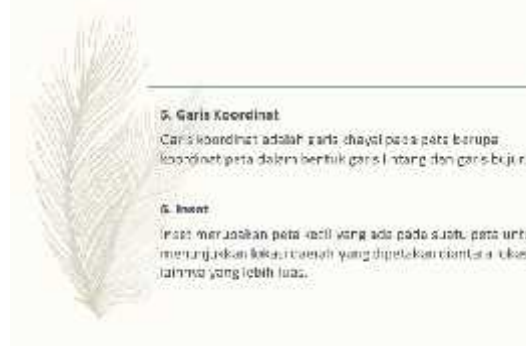 5. Garis Koordinat
Garis koordinat adalah garis khayal pada peta berupa
koordinat peta dalam bentuk garis lintang dan garis bujur.
6. Inset
Inset merupakan peta kecil yang ada pada suatu peta unt
menunjukkan lokasi daerah yang dipetakan diantara lokas
lainnya yang lebih luas.